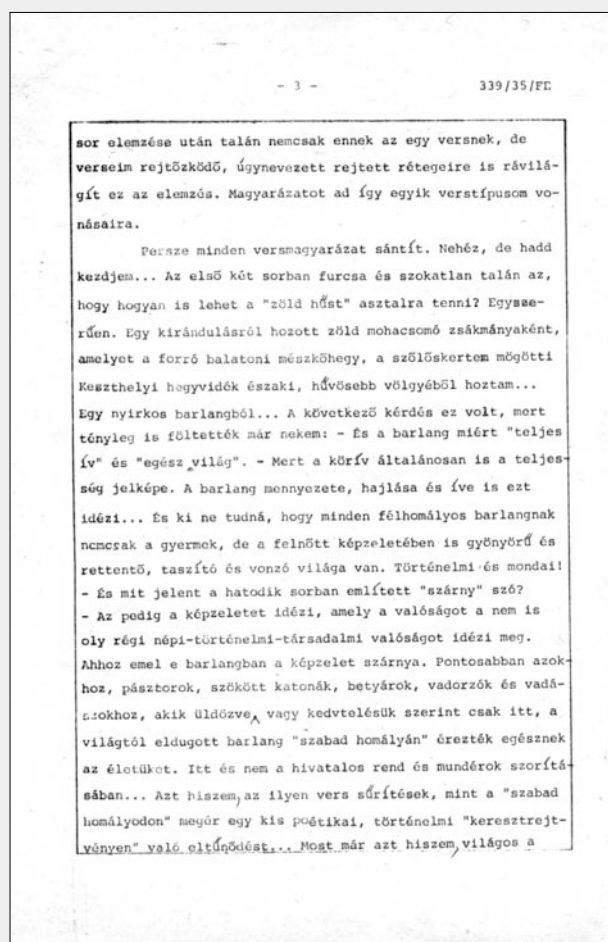 - 3 -
339/35/FE
sor elemzése után talán nemcsak ennek az egy versnek, de
verseim rejtőzködő, úgynevezett rejtett rétegeire is rávilá-
gít ez az elemzés. Magyarázatot ad így egyik verstípusom vo-
násaira.
Persze minden versmagyarázat sántít. Nehéz, de hadd
kezdjem... Az első két sorban furcsa és szokatlan talán az,
hogy hogyan is lehet a "zöld hűst" asztalra tenni? Egysze-
rűen. Egy kirándulásról hozott zöld mohacsomó zsákmányaként,
amelyet a forró balatoni mészkőhegy, a szőlőskertem mögötti
Keszthelyi hegyvidék északi, hűvösebb völgyéből hoztam...
Egy nyirkos barlangból... A következő kérdés ez volt, mert
tényleg is föltették már nekem: - És a barlang miért "teljes
ív" és "egész világ". - Mert a körív általánosan is a teljes-
ség jelképe. A barlang mennyezete, hajlása és íve is ezt
idézi... És ki ne tudná, hogy minden félhomályos barlangnak
nemcsak a gyermek, de a felnőtt képzeletében is gyönyörű és
rettentő, taszító és vonzó világa van. Történelmi és mondai!
- És mit jelent a hatodik sorban említett "szárny" szó?
- Az pedig a képzeletet idézi, amely a valóságot a nem is
oly régi népi-történelmi-társadalmi valóságot idézi meg.
Ahhoz emel e barlangban a képzelet szárnya. Pontosabban azok-
hoz, pásztorok, szökött katonák, betyárok, vadorzók és vadá-
szokhoz, akik üldözve, vagy kedvtelésük szerint csak itt, a
világtól eldugott barlang "szabad homályán" érezték egésznek
az életüket. Itt és nem a hivatalos rend és mundérok szorítá-
sában... Azt hiszem, az ilyen vers sűrítések, mint a "szabad
homályodon" megér egy kis poétikai, történelmi "keresztrejt-
vényen" való eltűnődést... Most már azt hiszem, világos a